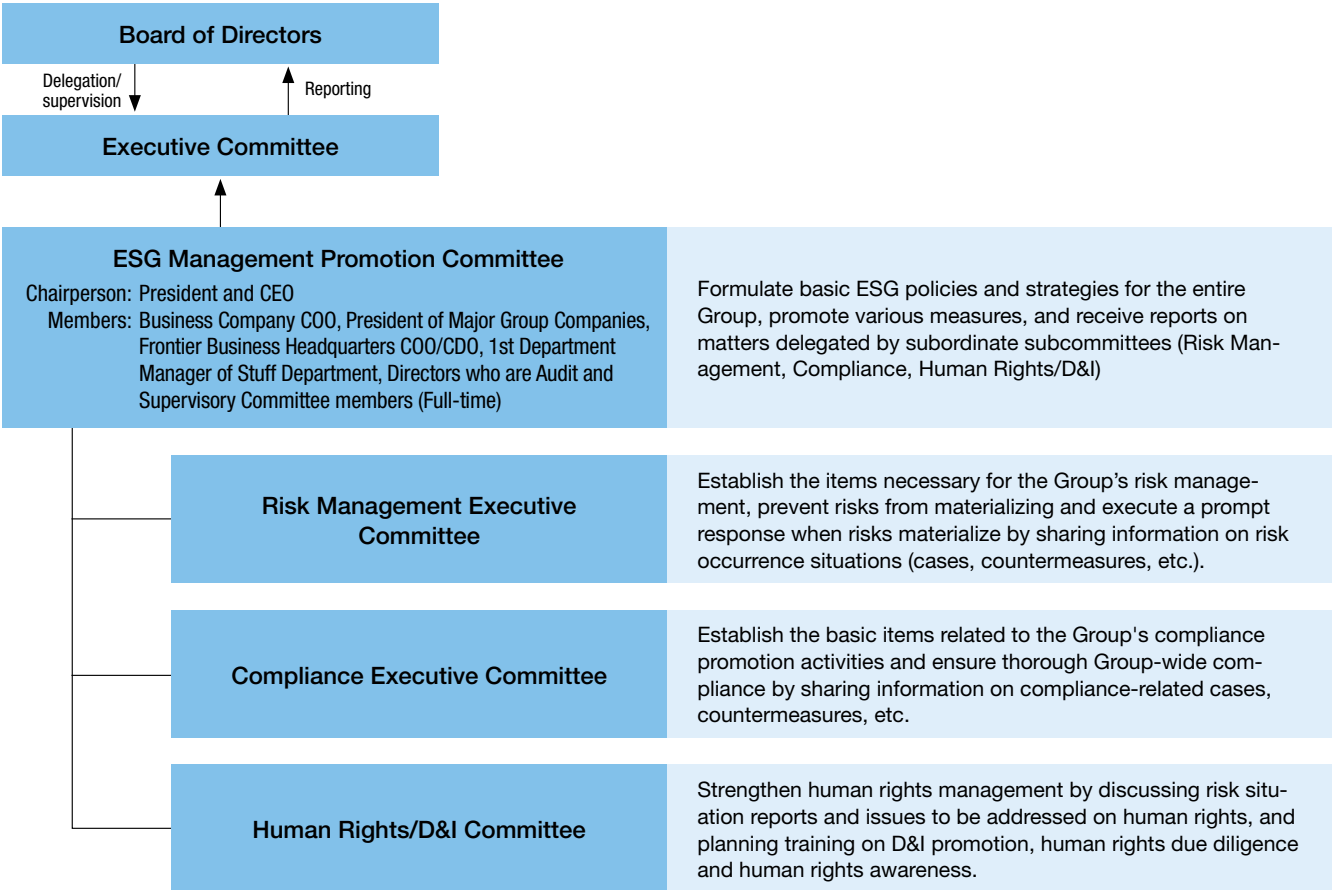 Board of Directors
Delegation/
supervision
Reporting
Executive Committee
ESG Management Promotion Committee
Chairperson: President and CEO
Members: Business Company COO, President of Major Group Companies,
Frontier Business Headquarters COO/CDO, 1st Department
Manager of Stuff Department, Directors who are Audit and
Supervisory Committee members (Full-time)
Formulate basic ESG policies and strategies for the entire
Group, promote various measures, and receive reports on
matters delegated by subordinate subcommittees (Risk Man-
agement, Compliance, Human Rights/D&I)
Risk Management Executive
Committee
Establish the items necessary for the Group’s risk manage-
ment, prevent risks from materializing and execute a prompt
response when risks materialize by sharing information on risk
occurrence situations (cases, countermeasures, etc.).
Compliance Executive Committee
Establish the basic items related to the Group's compliance
promotion activities and ensure thorough Group-wide com-
pliance by sharing information on compliance-related cases,
countermeasures, etc.
Human Rights/D&I Committee
Strengthen human rights management by discussing risk situ-
ation reports and issues to be addressed on human rights, and
planning training on D&I promotion, human rights due diligence
and human rights awareness.